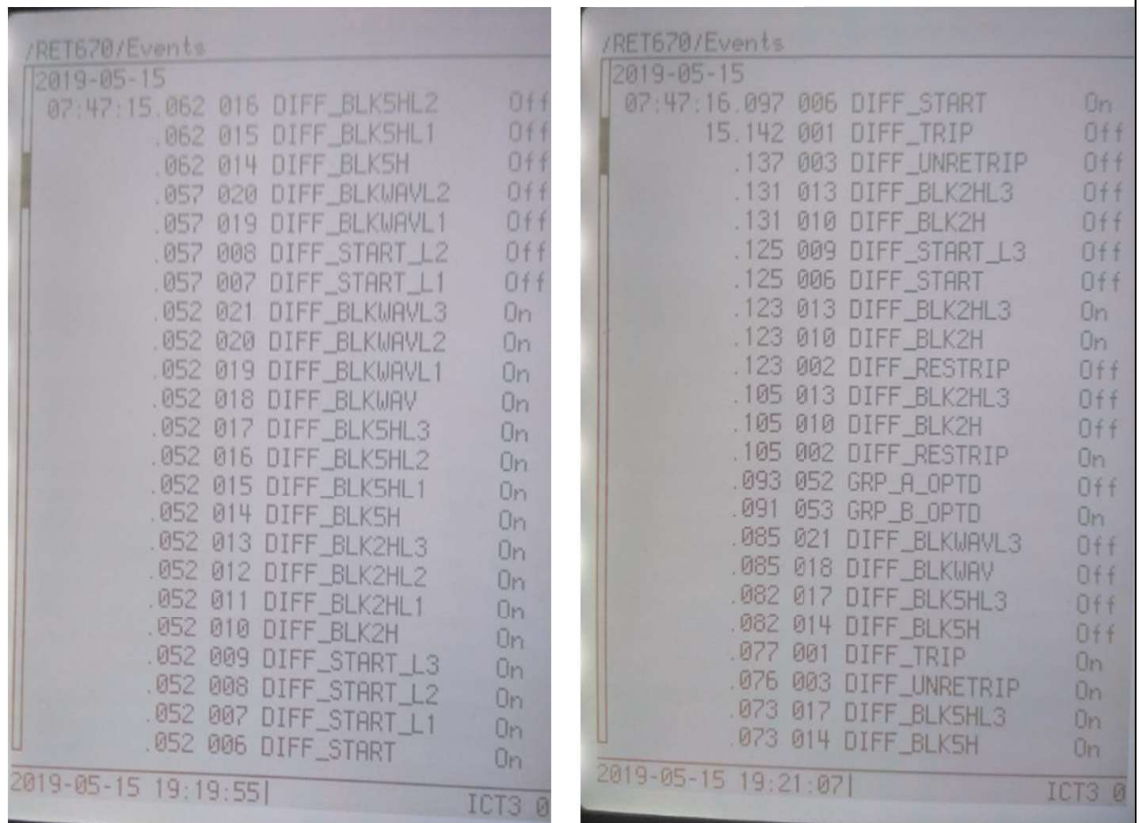 /RET670/Events
2019-05-15
07:47:15.062 016 DIFF_BLK5HL2 Off
.062 015 DIFF_BLK5HL1 Off
.062 014 DIFF_BLK5H Off
.057 020 DIFF_BLKWAVL2 Off
.057 019 DIFF_BLKWAVL1 Off
.057 008 DIFF_START_L2 Off
.057 007 DIFF_START_L1 Off
.052 021 DIFF_BLKWAVL3 On
.052 020 DIFF_BLKWAVL2 On
.052 019 DIFF_BLKWAVL1 On
.052 018 DIFF_BLKWAV On
.052 017 DIFF_BLK5HL3 On
.052 016 DIFF_BLK5HL2 On
.052 015 DIFF_BLK5HL1 On
.052 014 DIFF_BLK5H On
.052 013 DIFF_BLK2HL3 On
.052 012 DIFF_BLK2HL2 On
.052 011 DIFF_BLK2HL1 On
.052 010 DIFF_BLK2H On
.052 009 DIFF_START_L3 On
.052 008 DIFF_START_L2 On
.052 007 DIFF_START_L1 On
.052 006 DIFF_START On
2019-05-15 19:19:55| ICT3 0
/RET670/Events
2019-05-15
07:47:16.097 006 DIFF_START On
15.142 001 DIFF_TRIP Off
.137 003 DIFF_UNRETRIP Off
.131 013 DIFF_BLK2HL3 Off
.131 010 DIFF_BLK2H Off
.125 009 DIFF_START_L3 Off
.125 006 DIFF_START Off
.123 013 DIFF_BLK2HL3 On
.123 010 DIFF_BLK2H On
.123 002 DIFF_RESTRIP Off
.105 013 DIFF_BLK2HL3 Off
.105 010 DIFF_BLK2H Off
.105 002 DIFF_RESTRIP On
.093 052 GRP_A_OPTD Off
.091 053 GRP_B_OPTD On
.085 021 DIFF_BLKWAVL3 Off
.085 018 DIFF_BLKWAV Off
.082 017 DIFF_BLK5HL3 Off
.082 014 DIFF_BLK5H Off
.077 001 DIFF_TRIP On
.076 003 DIFF_UNRETRIP On
.073 017 DIFF_BLK5HL3 On
.073 014 DIFF_BLK5H On
2019-05-15 19:21:07| ICT3 0